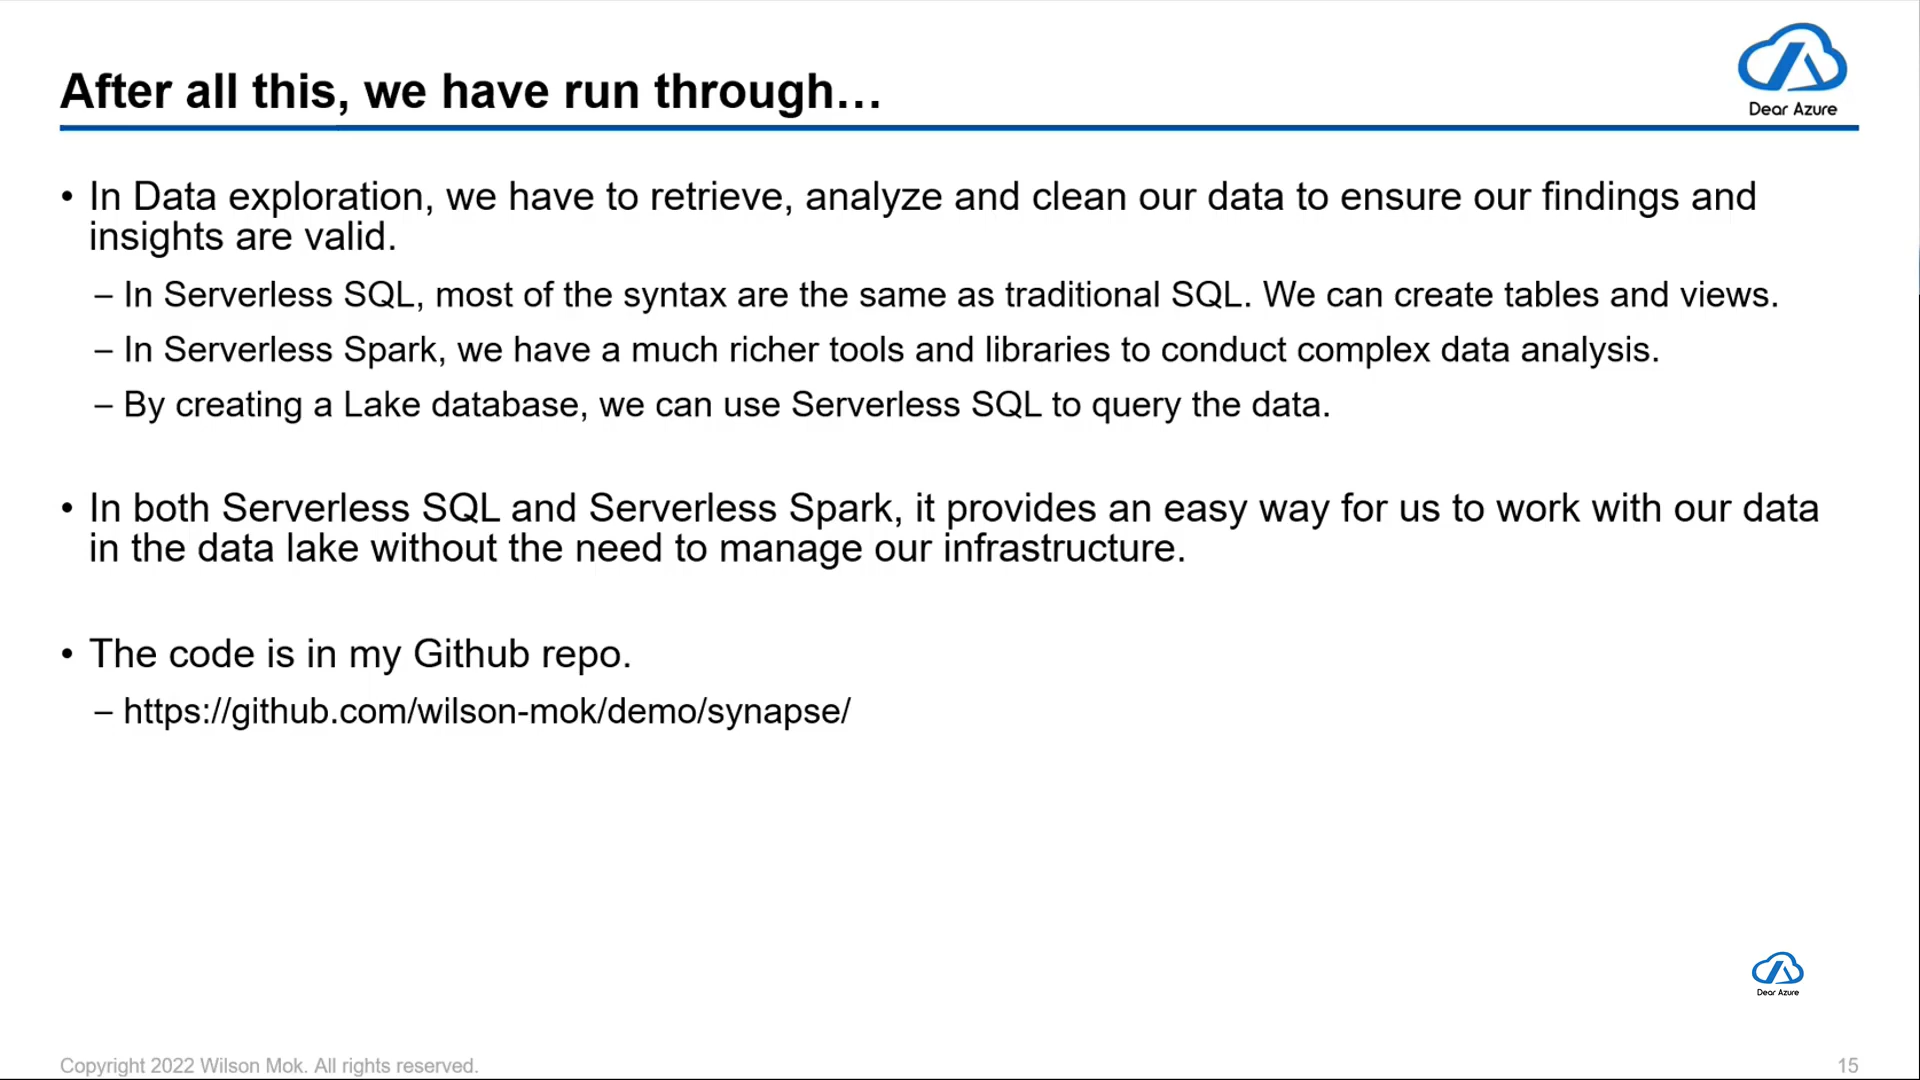 After all this, we have run through…
Dear Azure
• In Data exploration, we have to retrieve, analyze and clean our data to ensure our findings and
insights are valid.
– In Serverless SQL, most of the syntax are the same as traditional SQL. We can create tables and views.
– In Serverless Spark, we have a much richer tools and libraries to conduct complex data analysis.
– By creating a Lake database, we can use Serverless SQL to query the data.
• In both Serverless SQL and Serverless Spark, it provides an easy way for us to work with our data
in the data lake without the need to manage our infrastructure.
• The code is in my Github repo.
– https://github.com/wilson-mok/demo/synapse/
Dear Azure
Copyright 2022 Wilson Mok. All rights reserved.
15